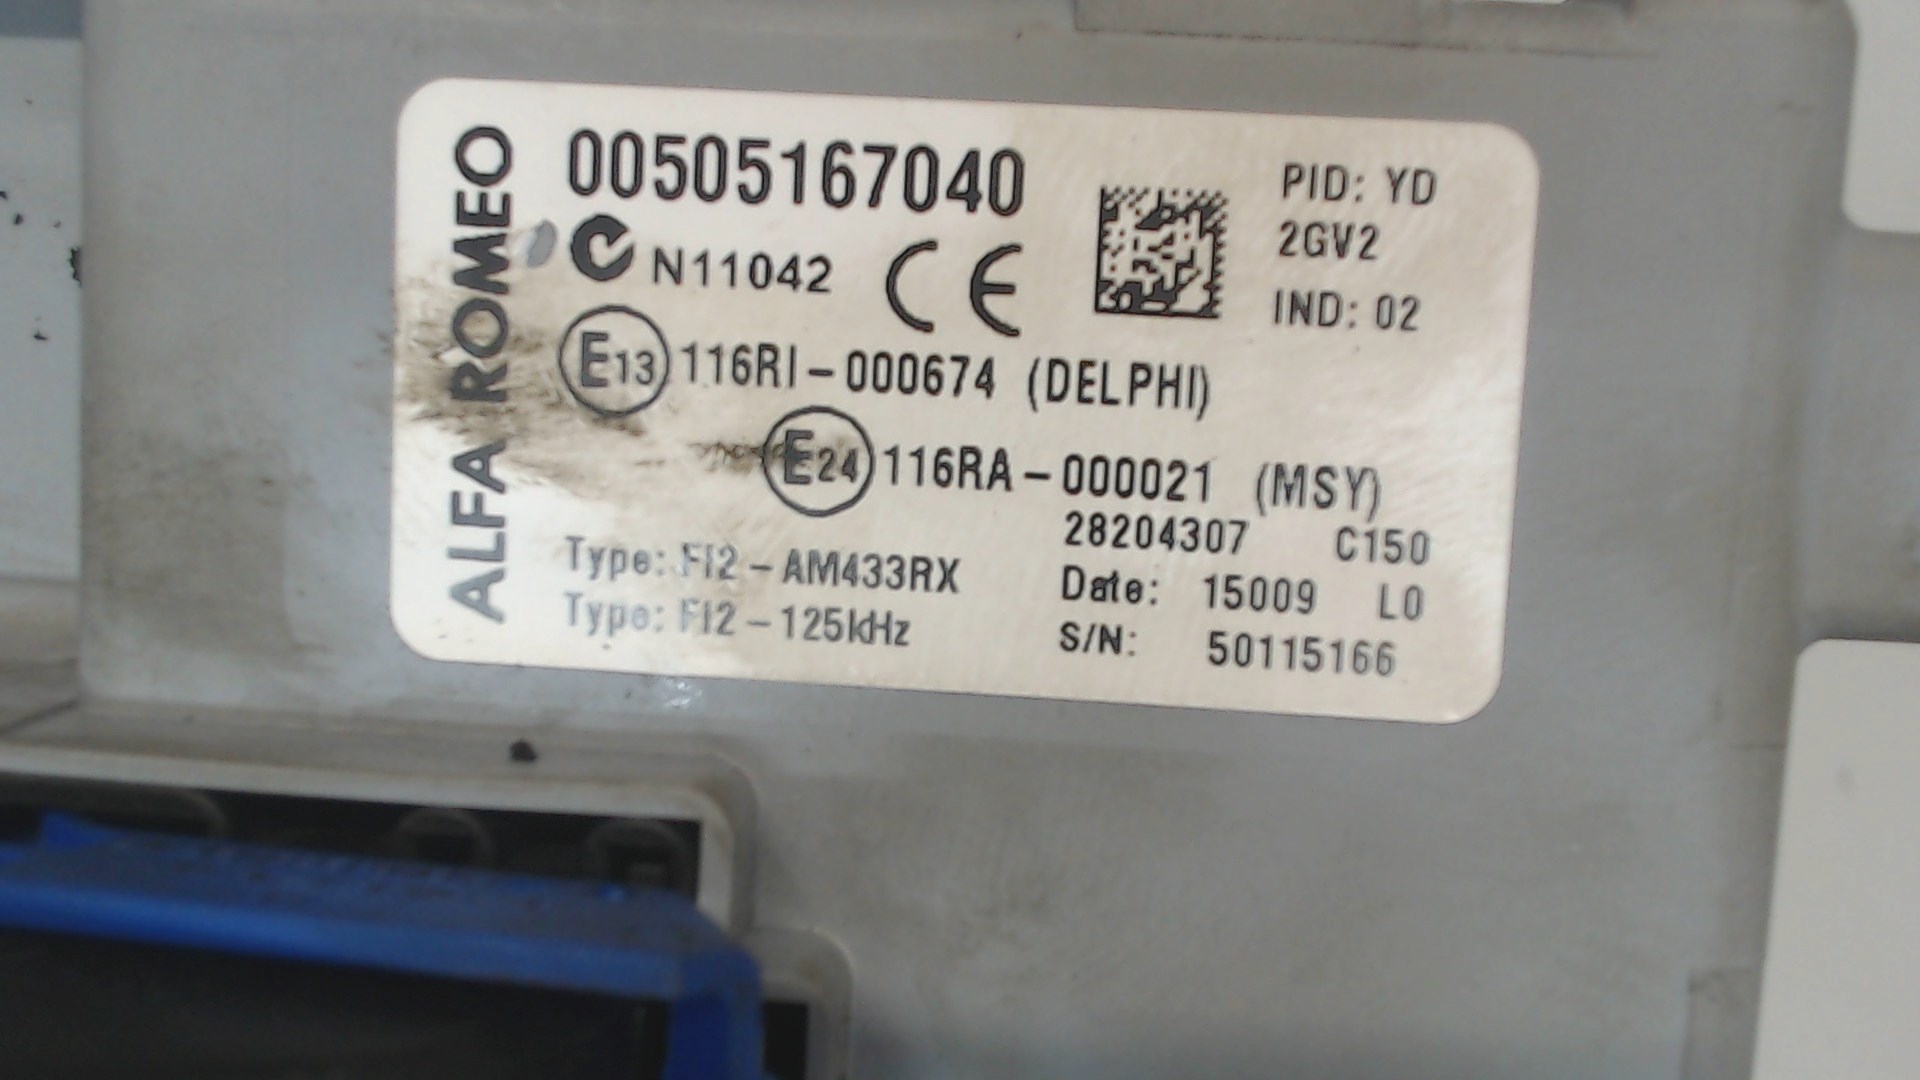 ALFA ROMEO
00505167040
N11042 CE
E13 116RI-000674 (DELPHI)
E24 116RA-000021 (MSY)
Type: FI2-AM433RX
Type: FI2-125kHz
PID: YD
2GV2
IND: 02
28204307 C150
Date: 15009 L0
S/N: 50115166